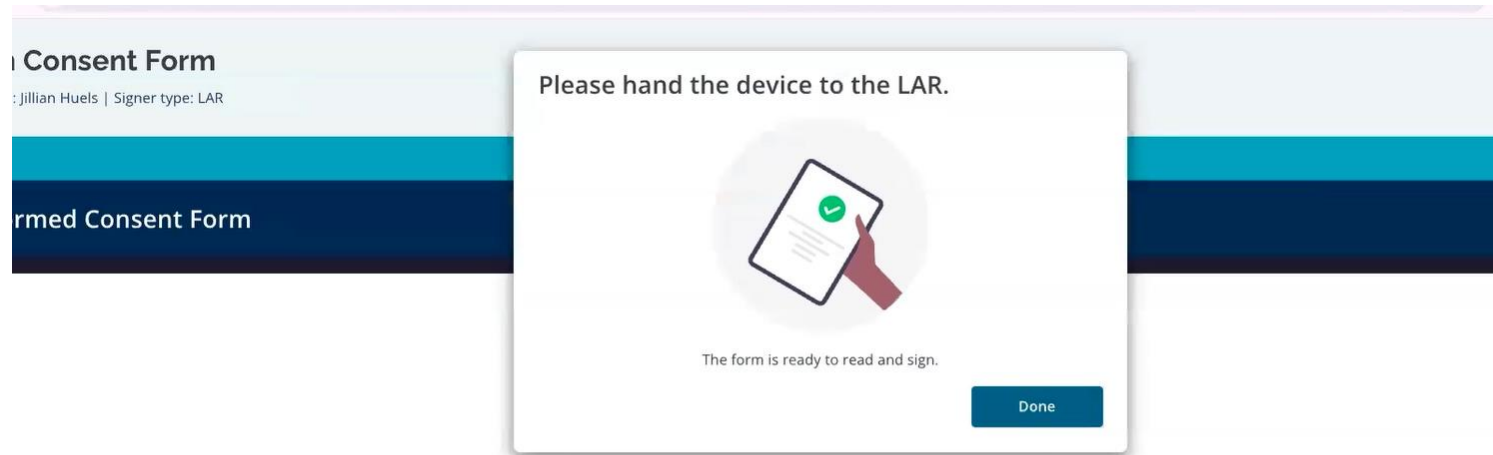 Consent Form
: Jillian Huels | Signer type: LAR
Please hand the device to the LAR.
rmed Consent Form
The form is ready to read and sign.
Done